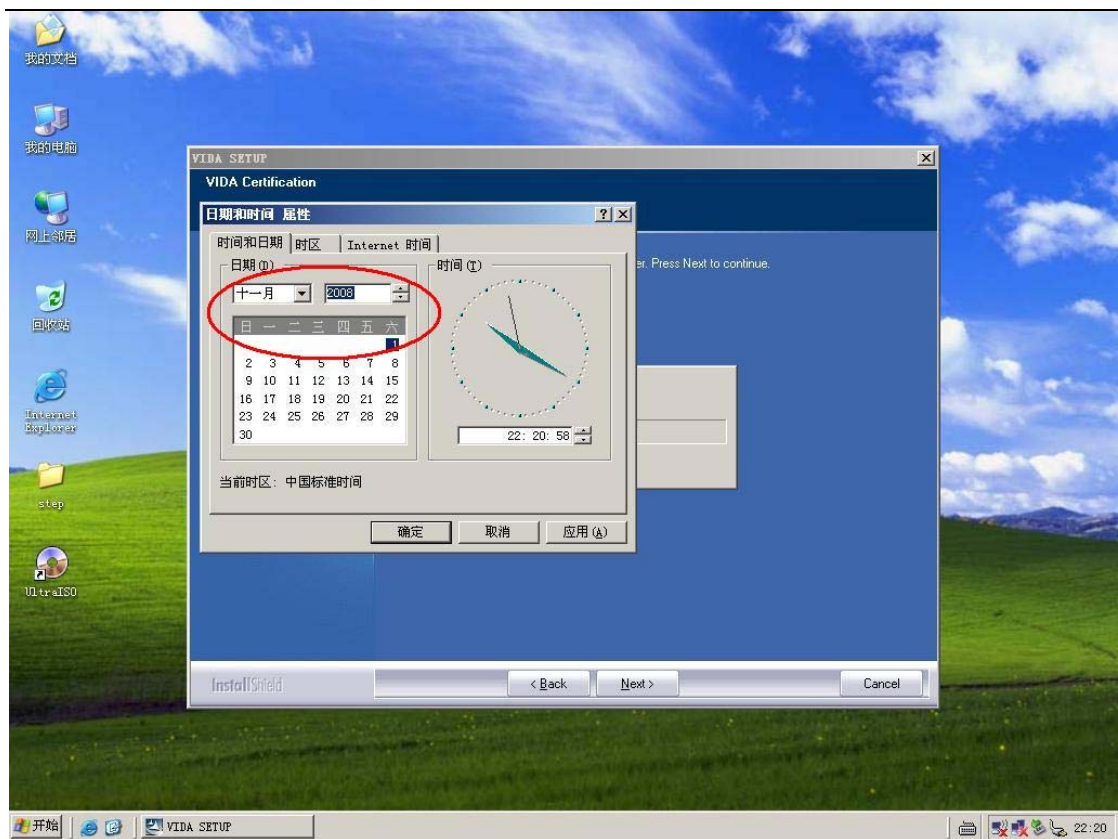 我的文档
我的电脑
网上邻居
回收站
Internet
Explorer
step
UltraISO
VIDA SETUP
VIDA Certification
er. Press Next to continue.
日期和时间 属性
时间和日期 时区 Internet 时间
日期(D)
十一月 2008
日 一 二 三 四 五 六
1
2 3 4 5 6 7 8
9 10 11 12 13 14 15
16 17 18 19 20 21 22
23 24 25 26 27 28 29
30
时间(T)
22: 20: 58
当前时区: 中国标准时间
确定 取消 应用(A)
InstallShield
< Back Next > Cancel
开始 VIDA SETUP 22:20